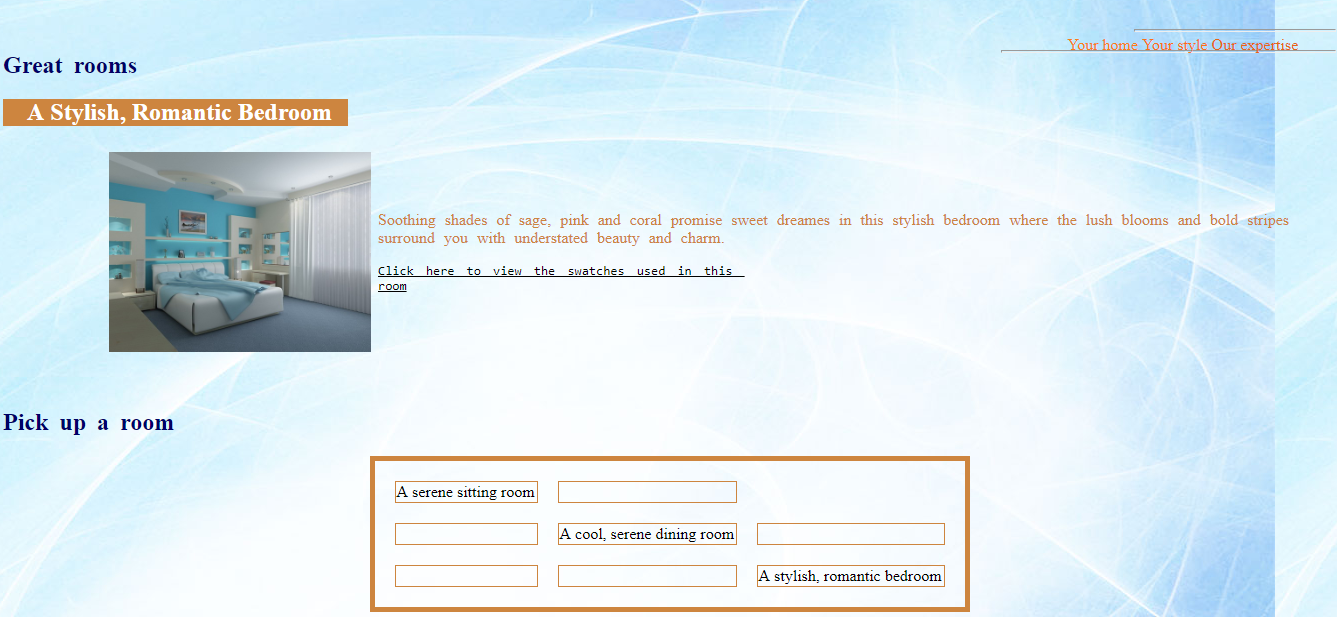 Your home Your style Our expertise
Great rooms
A Stylish, Romantic Bedroom
Soothing shades of sage, pink and coral promise sweet dreames in this stylish bedroom where the lush blooms and bold stripes
surround you with understated beauty and charm.
Click here to view the swatches used in this
room
Pick up a room
A serene sitting room
A cool, serene dining room
A stylish, romantic bedroom